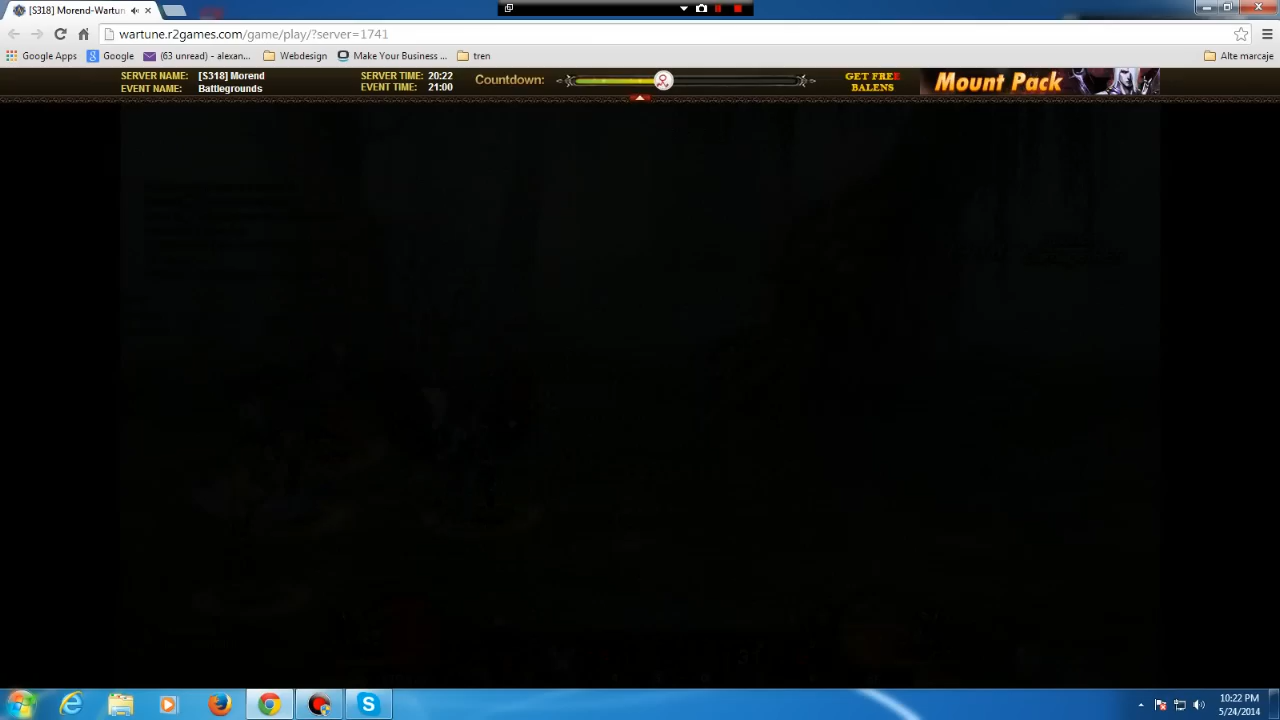 [S318] Morend-Wartun
wartune.r2games.com/game/play/?server=1741
Google Apps Google (63 unread) - alexan... Webdesign Make Your Business ... tren Alte marcaje
SERVER NAME: [S318] Morend SERVER TIME: 20:22 Countdown: GET FREE Mount Pack
EVENT NAME: Battlegrounds EVENT TIME: 21:00 BALENS
10:22 PM
5/24/2014